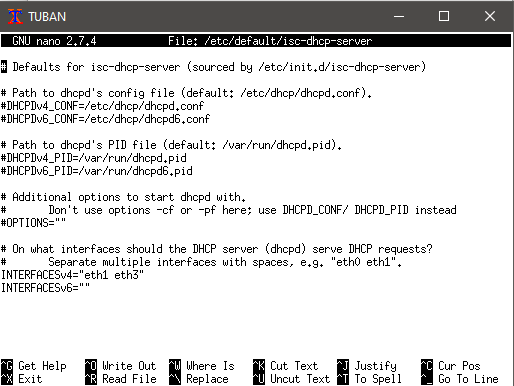 TUBAN
GNU nano 2.7.4 File: /etc/default/isc-dhcp-server
# Defaults for isc-dhcp-server (sourced by /etc/init.d/isc-dhcp-server)
# Path to dhcpd's config file (default: /etc/dhcp/dhcpd.conf).
#DHCPDv4_CONF=/etc/dhcp/dhcpd.conf
#DHCPDv6_CONF=/etc/dhcp/dhcpd6.conf
# Path to dhcpd's PID file (default: /var/run/dhcpd.pid).
#DHCPDv4_PID=/var/run/dhcpd.pid
#DHCPDv6_PID=/var/run/dhcpd6.pid
# Additional options to start dhcpd with.
# Don't use options -cf or -pf here; use DHCPD_CONF/ DHCPD_PID instead
#OPTIONS=""
# On what interfaces should the DHCP server (dhcpd) serve DHCP requests?
# Separate multiple interfaces with spaces, e.g. "eth0 eth1".
INTERFACESv4="eth1 eth3"
INTERFACESv6=""
^G Get Help ^O Write Out ^W Where Is ^K Cut Text ^J Justify ^C Cur Pos
^X Exit ^R Read File ^\ Replace ^U Uncut Text ^T To Spell ^_ Go To Line